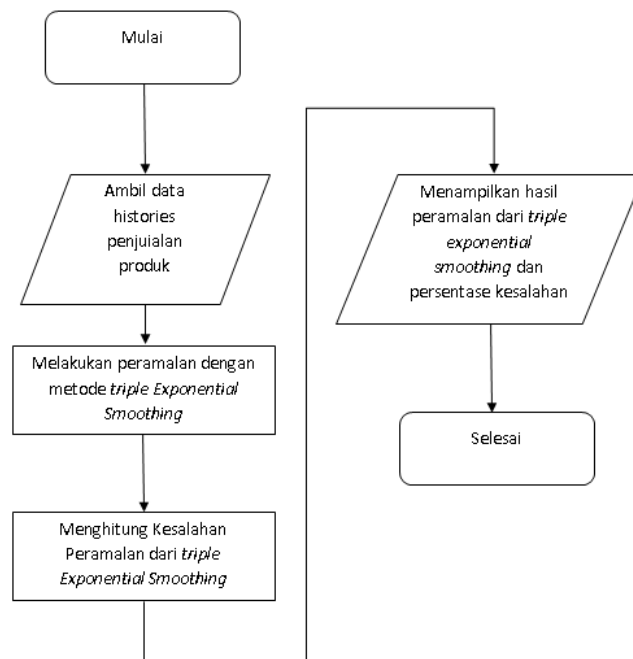 Mulai
Ambil data
histories
penjuialan
produk
Melakukan peramalan dengan
metode triple Exponential
Smoothing
Menghitung Kesalahan
Peramalan dari triple
Exponential Smoothing
Menampilkan hasil
peramalan dari triple
exponential
smoothing dan
persentase kesalahan
Selesai